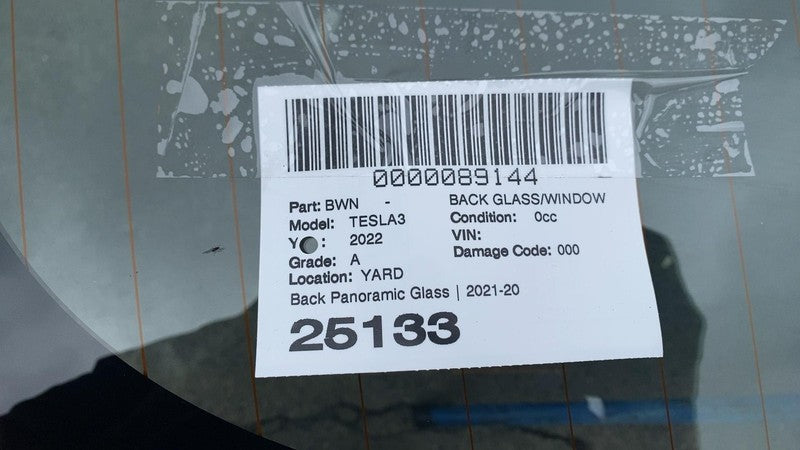 0000089144
Part: BWN - BACK GLASS/WINDOW
Model: TESLA3 Condition: 0cc
Y : 2022 VIN:
Grade: A Damage Code: 000
Location: YARD
Back Panoramic Glass | 2021-20
25133